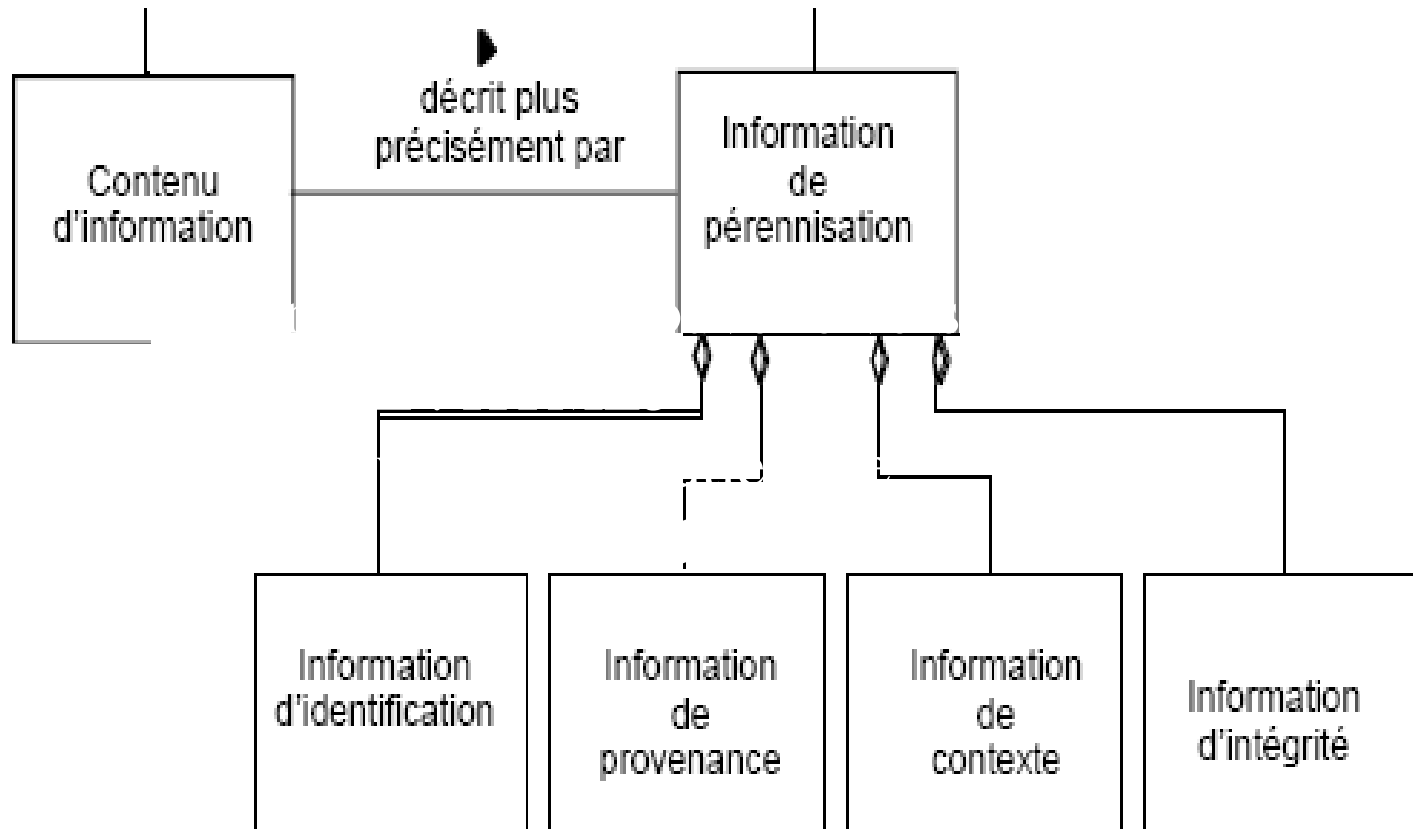 décrit plus
précisément par
Contenu
d'information
Information
de
pérennisation
Information
d'identification
Information
de
provenance
Information
de
contexte
Information
d'intégrité